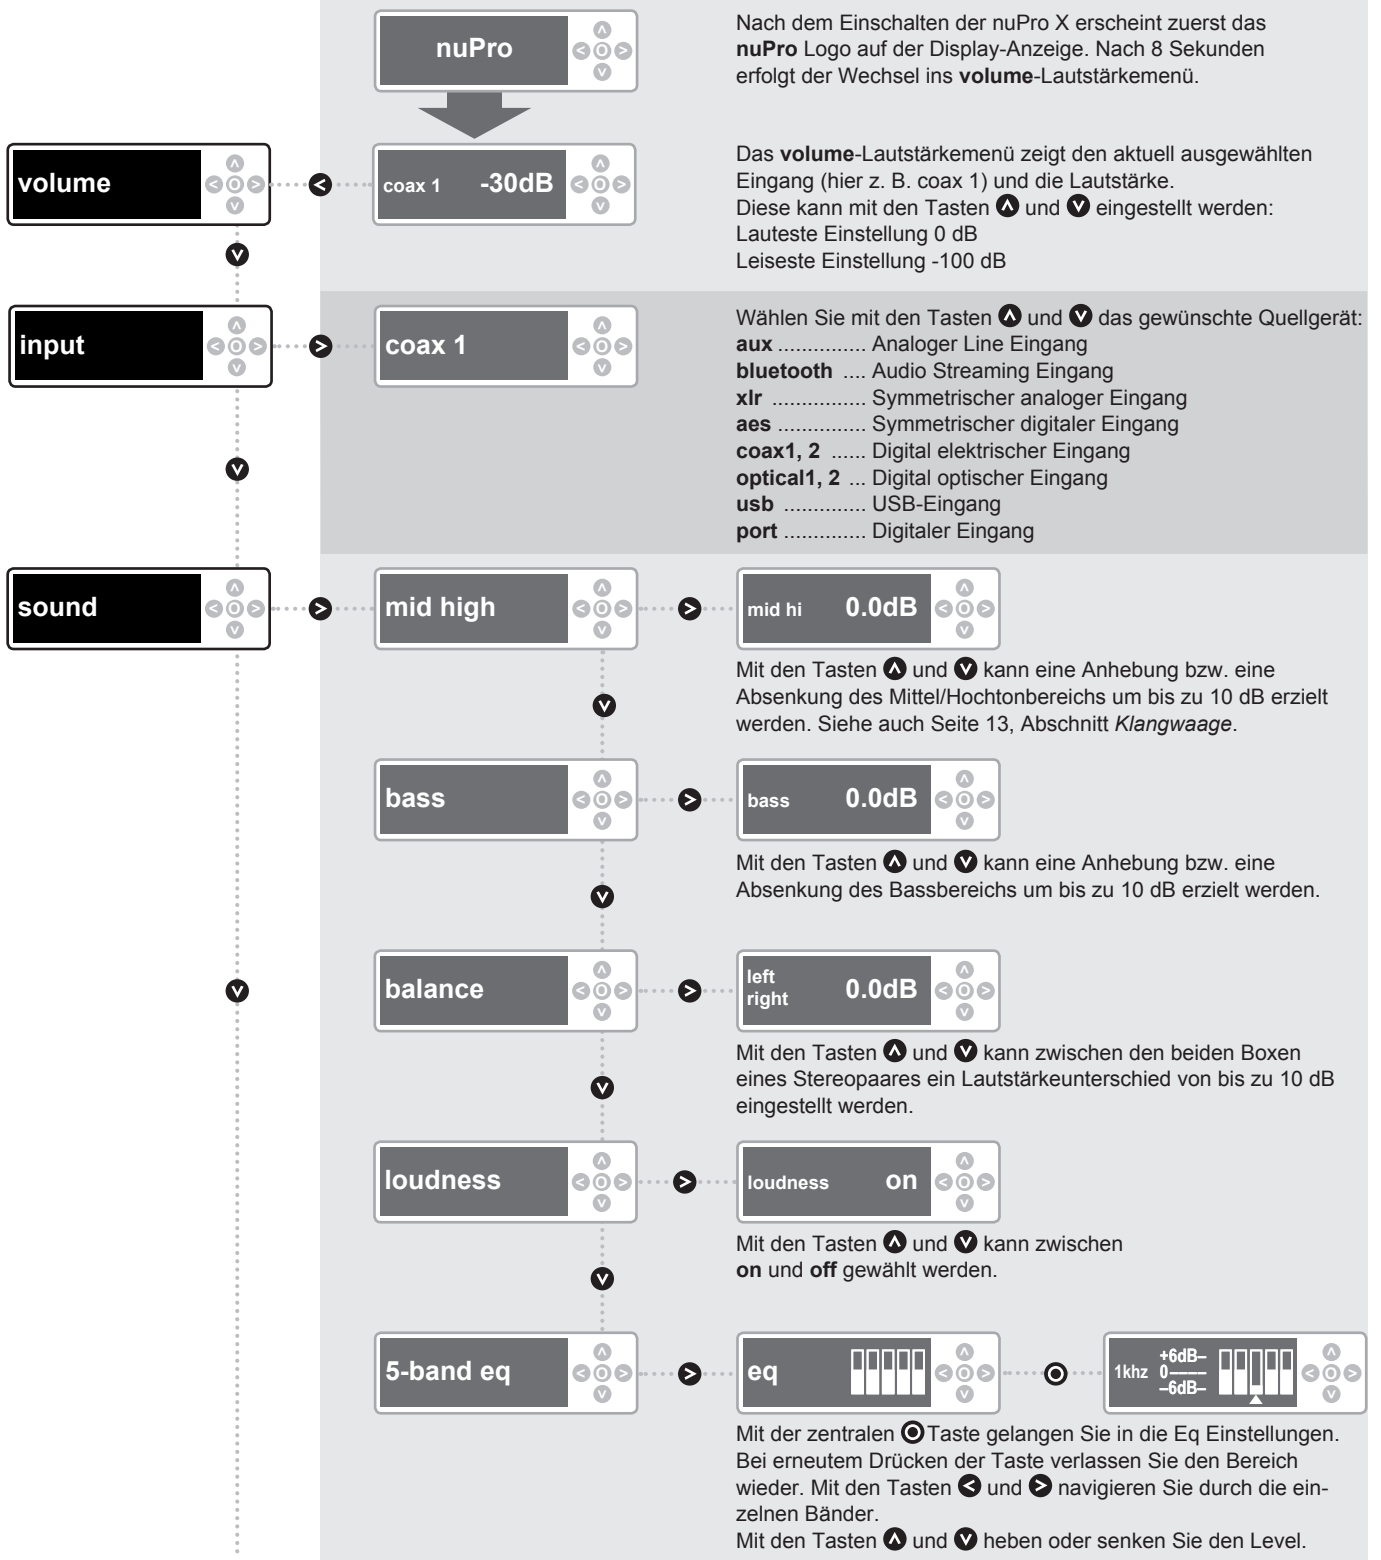 nuPro
Nach dem Einschalten der nuPro X erscheint zuerst das
nuPro Logo auf der Display-Anzeige. Nach 8 Sekunden
erfolgt der Wechsel ins volume-Lautstärkemenü.
volume
coax 1 -30dB
Das volume-Lautstärkemenü zeigt den aktuell ausgewählten
Eingang (hier z. B. coax 1) und die Lautstärke.
Diese kann mit den Tasten und eingestellt werden:
Lauteste Einstellung 0 dB
Leiseste Einstellung -100 dB
input
coax 1
Wählen Sie mit den Tasten und das gewünschte Quellgerät:
aux ............... Analoger Line Eingang
bluetooth .... Audio Streaming Eingang
xlr ................ Symmetrischer analoger Eingang
aes ............... Symmetrischer digitaler Eingang
coax1, 2 ...... Digital elektrischer Eingang
optical1, 2 ... Digital optischer Eingang
usb .............. USB-Eingang
port .............. Digitaler Eingang
sound
mid high
mid hi 0.0dB
Mit den Tasten und kann eine Anhebung bzw. eine
Absenkung des Mittel/Hochtonbereichs um bis zu 10 dB erzielt
werden. Siehe auch Seite 13, Abschnitt Klangwaage.
bass
bass 0.0dB
Mit den Tasten und kann eine Anhebung bzw. eine
Absenkung des Bassbereichs um bis zu 10 dB erzielt werden.
balance
left
right 0.0dB
Mit den Tasten und kann zwischen den beiden Boxen
eines Stereopaares ein Lautstärkeunterschied von bis zu 10 dB
eingestellt werden.
loudness
loudness on
Mit den Tasten und kann zwischen
on und off gewählt werden.
5-band eq
eq
+6dB–
1khz 0––––
–6dB–
Mit der zentralen Taste gelangen Sie in die Eq Einstellungen.
Bei erneutem Drücken der Taste verlassen Sie den Bereich
wieder. Mit den Tasten und navigieren Sie durch die ein-
zelnen Bänder.
Mit den Tasten und heben oder senken Sie den Level.